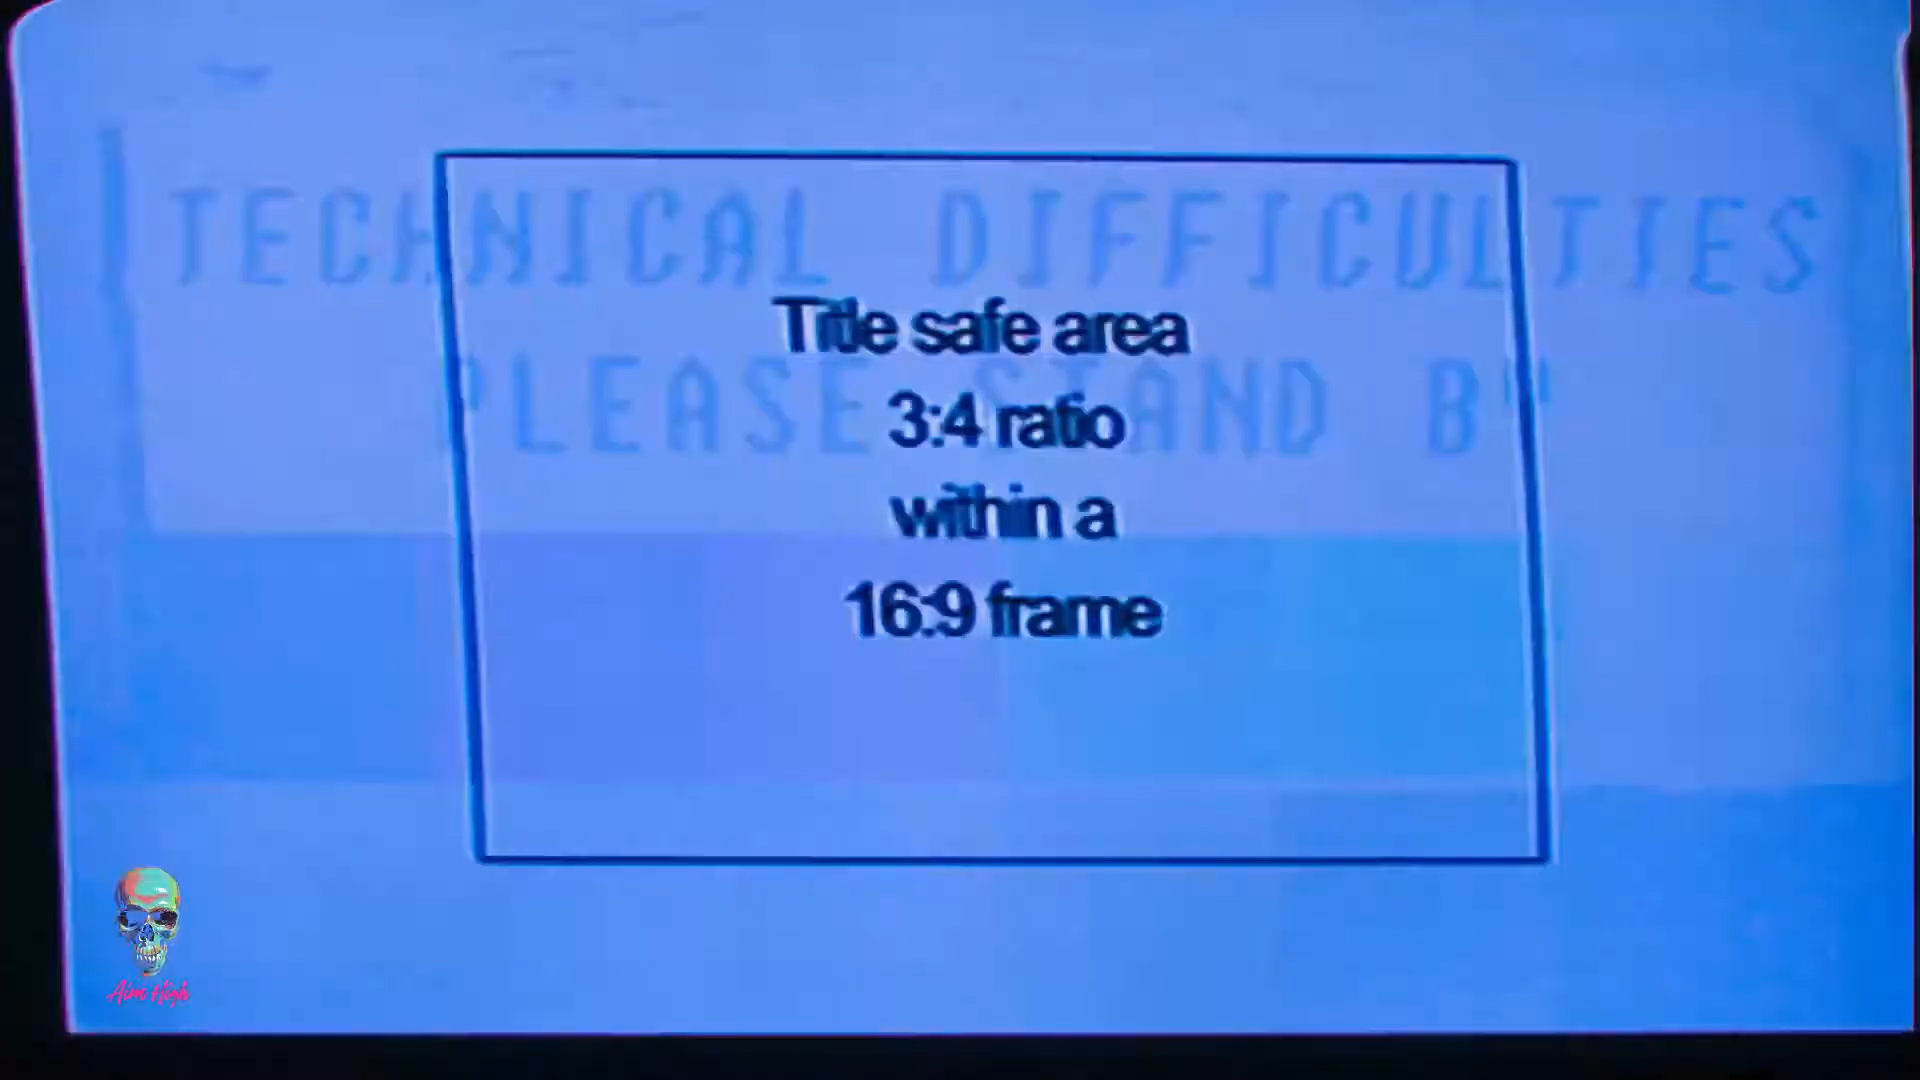 TECHNICAL DIFFICULTIES
Title safe area
PLEASE STAND BY
3:4 ratio
within a
16:9 frame
Aim High